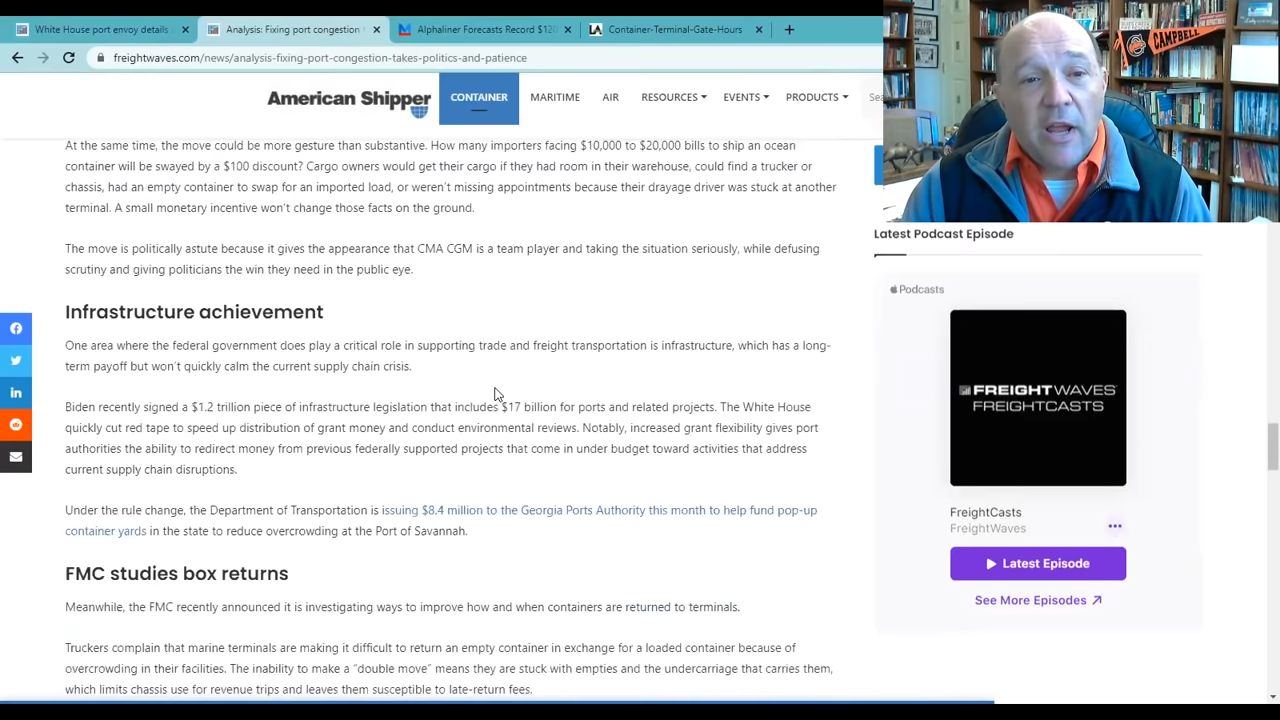 White House port envoy details
Analysis: Fixing port congestion
Alphaliner Forecasts Record $120
Container-Terminal-Gate-Hours
freightwaves.com/news/analysis-fixing-port-congestion-takes-politics-and-patience
American Shipper
CONTAINER
MARITIME
AIR
RESOURCES
EVENTS
PRODUCTS
Sea
CAMPBELL
At the same time, the move could be more gesture than substantive. How many importers facing $10,000 to $20,000 bills to ship an ocean
container will be swayed by a $100 discount? Cargo owners would get their cargo if they had room in their warehouse, could find a trucker or
chassis, had an empty container to swap for an imported load, or weren't missing appointments because their drayage driver was stuck at another
terminal. A small monetary incentive won't change those facts on the ground.
The move is politically astute because it gives the appearance that CMA CGM is a team player and taking the situation seriously, while defusing
scrutiny and giving politicians the win they need in the public eye.
Infrastructure achievement
One area where the federal government does play a critical role in supporting trade and freight transportation is infrastructure, which has a long-
term payoff but won't quickly calm the current supply chain crisis.
Biden recently signed a $1.2 trillion piece of infrastructure legislation that includes $17 billion for ports and related projects. The White House
quickly cut red tape to speed up distribution of grant money and conduct environmental reviews. Notably, increased grant flexibility gives port
authorities the ability to redirect money from previous federally supported projects that come in under budget toward activities that address
current supply chain disruptions.
Under the rule change, the Department of Transportation is issuing $8.4 million to the Georgia Ports Authority this month to help fund pop-up
container yards in the state to reduce overcrowding at the Port of Savannah.
FMC studies box returns
Meanwhile, the FMC recently announced it is investigating ways to improve how and when containers are returned to terminals.
Truckers complain that marine terminals are making it difficult to return an empty container in exchange for a loaded container because of
overcrowding in their facilities. The inability to make a “double move” means they are stuck with empties and the undercarriage that carries them,
which limits chassis use for revenue trips and leaves them susceptible to late-return fees.
Latest Podcast Episode
Podcasts
FREIGHTWAVES
FREIGHTCASTS
FreightCasts
FreightWaves
Latest Episode
See More Episodes